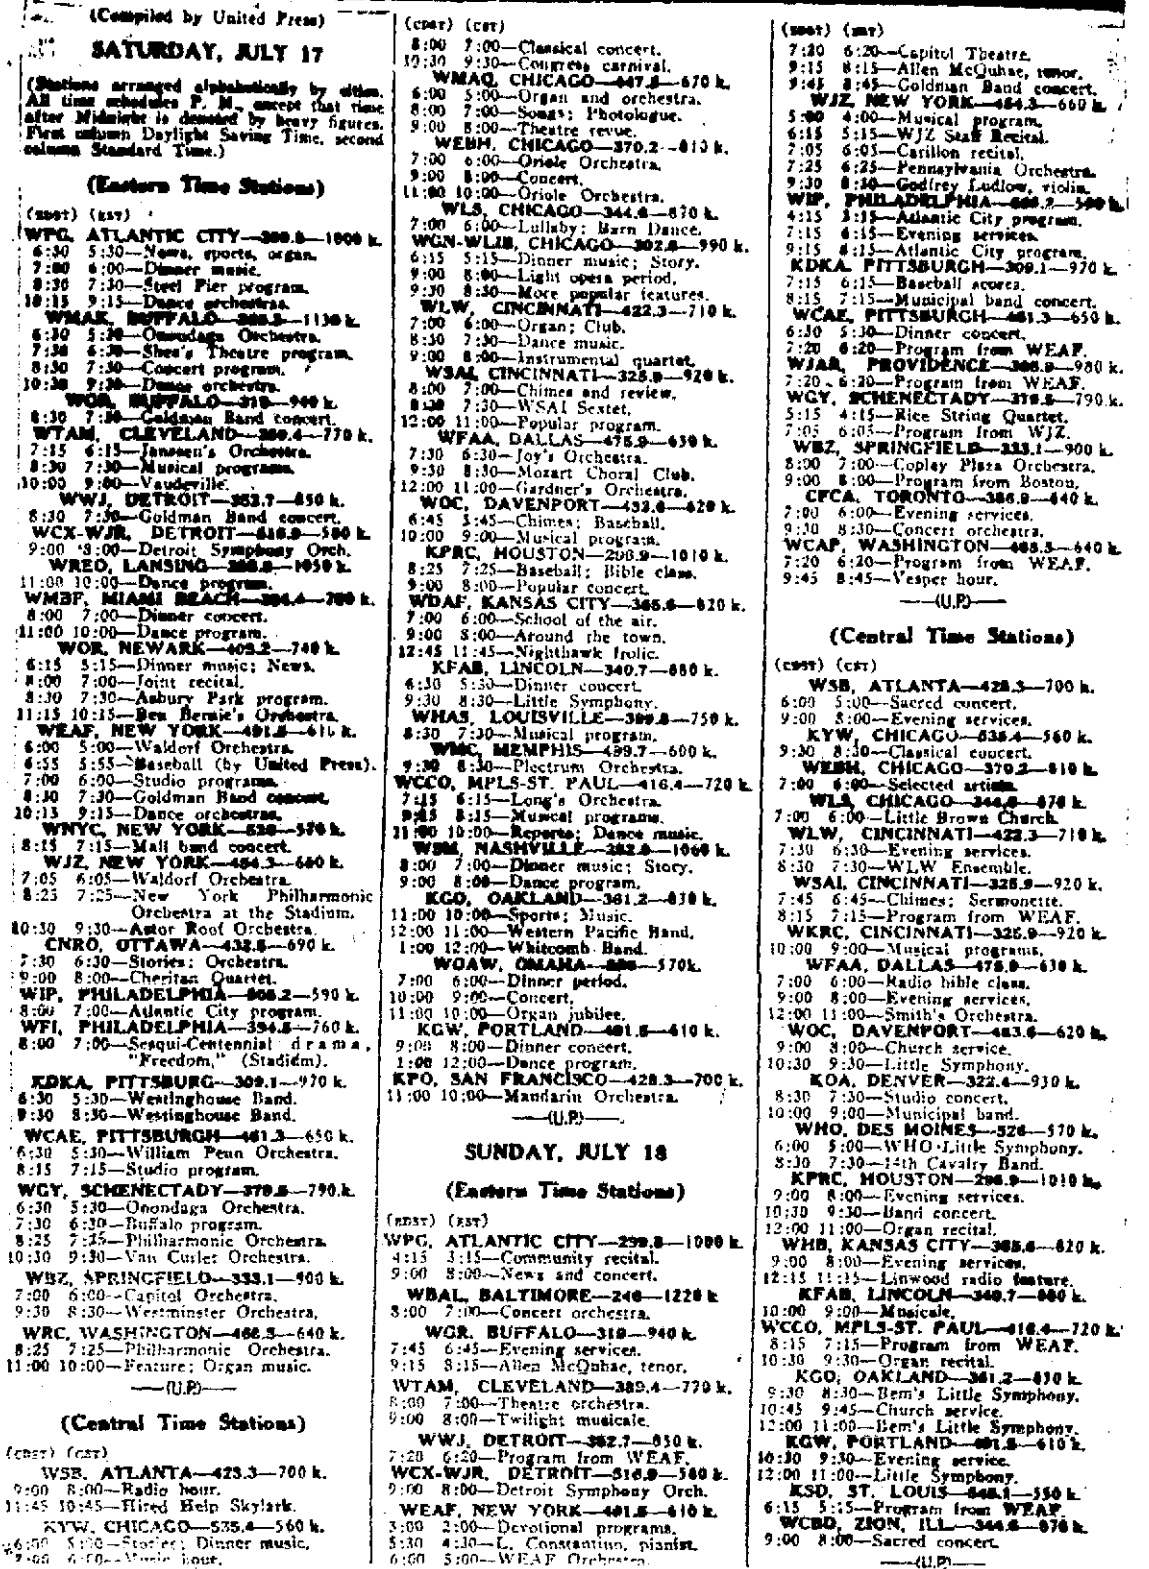 (Compiled by United Press)
SATURDAY, JULY 17
(Stations arranged alphabetically by cities.
All time schedules P. M., except that time
after Midnight is denoted by heavy figures.
First column Daylight Saving Time, second
column Standard Time.)
(Eastern Time Stations)
(EDST) (EST)
WPG, ATLANTIC CITY—1000 k.
6:30 5:30—News, sports, organ.
7:00 6:00—Dinner music.
8:30 7:30—Steel Pier program.
10:15 9:15—Dance orchestras.
WMAK, BUFFALO—1130 k.
6:30 5:30—Onondaga Orchestra.
7:30 6:30—Shea's Theatre program.
8:30 7:30—Concert program.
10:30 9:30—Dance orchestra.
WGR, BUFFALO—319—940 k.
8:30 7:30—Goldman Band concert.
WTAM, CLEVELAND—389.4—770 k.
7:15 6:15—Janssen's Orchestra.
8:30 7:30—Musical programs.
10:00 9:00—Vaudeville.
WWJ, DETROIT—352.7—850 k.
8:30 7:30—Goldman Band concert.
WCX-WJR, DETROIT—516.9—580 k.
9:00 8:00—Detroit Symphony Orch.
WREO, LANSING—1050 k.
11:00 10:00—Dance program.
WMBF, MIAMI BEACH—384.4—780 k.
8:00 7:00—Dinner concert.
11:00 10:00—Dance program.
WOR, NEWARK—405.2—740 k.
6:15 5:15—Dinner music; News.
8:00 7:00—Joint recital.
8:30 7:30—Asbury Park program.
11:15 10:15—Ben Bernie's Orchestra.
WEAF, NEW YORK—491.5—610 k.
6:00 5:00—Waldorf Orchestra.
6:55 5:55—Baseball (by United Press).
7:00 6:00—Studio programs.
8:30 7:30—Goldman Band concert.
10:15 9:15—Dance orchestras.
WNYC, NEW YORK—526—570 k.
8:15 7:15—Mall band concert.
WJZ, NEW YORK—454.3—660 k.
7:05 6:05—Waldorf Orchestra.
8:25 7:25—New York Philharmonic
Orchestra at the Stadium.
10:30 9:30—Astor Roof Orchestra.
CNRO, OTTAWA—432.5—690 k.
7:30 6:30—Stories; Orchestra.
9:00 8:00—Cheritan Quartet.
WIP, PHILADELPHIA—508.2—590 k.
8:00 7:00—Atlantic City program.
WFI, PHILADELPHIA—394.5—760 k.
8:00 7:00—Sesqui-Centennial drama,
"Freedom," (Stadidm).
KDKA, PITTSBURG—309.1—970 k.
6:30 5:30—Westinghouse Band.
9:30 8:30—Westinghouse Band.
WCAE, PITTSBURGH—461.3—650 k.
6:30 5:30—William Penn Orchestra.
8:15 7:15—Studio program.
WGY, SCHENECTADY—379.5—790 k.
6:30 5:30—Onondaga Orchestra.
7:30 6:30—Buffalo program.
8:25 7:25—Philharmonic Orchestra.
10:30 9:30—Van Curler Orchestra.
WBZ, SPRINGFIELD—333.1—900 k.
7:00 6:00—Capitol Orchestra.
9:30 8:30—Westminster Orchestra.
WRC, WASHINGTON—468.5—640 k.
8:25 7:25—Philharmonic Orchestra.
11:00 10:00—Feature; Organ music.
—(U.P.)—
(Central Time Stations)
(CDST) (CST)
WSB, ATLANTA—428.3—700 k.
9:00 8:00—Radio hour.
11:45 10:45—Hired Help Skylark.
KYW, CHICAGO—535.4—560 k.
6:00 5:00—Stories; Dinner music.
7:00 6:00—Music hour.
(CDST) (CST)
8:00 7:00—Classical concert.
10:30 9:30—Congress carnival.
WMAQ, CHICAGO—447.5—670 k.
6:00 5:00—Organ and orchestra.
8:00 7:00—Songs; Photologue.
9:00 8:00—Theatre revue.
WEBH, CHICAGO—370.2—810 k.
7:00 6:00—Oriole Orchestra.
9:00 8:00—Concert.
11:00 10:00—Oriole Orchestra.
WLS, CHICAGO—344.6—870 k.
7:00 6:00—Lullaby; Barn Dance.
WGN-WLIB, CHICAGO—302.8—990 k.
6:15 5:15—Dinner music; Story.
9:00 8:00—Light opera period.
9:30 8:30—More popular features.
WLW, CINCINNATI—422.3—710 k.
7:00 6:00—Organ; Club.
8:30 7:30—Dance music.
9:00 8:00—Instrumental quartet.
WSAI, CINCINNATI—325.9—920 k.
8:00 7:00—Chimes and review.
8:30 7:30—WSAI Sextet.
12:00 11:00—Popular program.
WFAA, DALLAS—475.9—630 k.
7:30 6:30—Joy's Orchestra.
9:30 8:30—Mozart Choral Club.
12:00 11:00—Gardner's Orchestra.
WOC, DAVENPORT—483.6—620 k.
6:45 5:45—Chimes; Baseball.
10:00 9:00—Musical program.
KPRC, HOUSTON—296.9—1010 k.
8:25 7:25—Baseball; Bible class.
9:00 8:00—Popular concert.
WDAF, KANSAS CITY—365.6—820 k.
7:00 6:00—School of the air.
9:00 8:00—Around the town.
12:45 11:45—Nighthawk frolic.
KFAB, LINCOLN—340.7—880 k.
6:30 5:30—Dinner concert.
9:30 8:30—Little Symphony.
WHAS, LOUISVILLE—399.8—750 k.
8:30 7:30—Musical program.
WMC, MEMPHIS—499.7—600 k.
9:30 8:30—Plectrum Orchestra.
WCCO, MPLS-ST. PAUL—416.4—720 k.
7:15 6:15—Long's Orchestra.
9:15 8:15—Musical programs.
11:00 10:00—Reports; Dance music.
WSM, NASHVILLE—282.8—1060 k.
8:00 7:00—Dinner music; Story.
9:00 8:00—Dance program.
KGO, OAKLAND—361.2—830 k.
11:00 10:00—Sports; Music.
12:00 11:00—Western Pacific Band.
1:00 12:00—Whitcomb Band.
WOAW, OMAHA—526—570k.
7:00 6:00—Dinner period.
10:00 9:00—Concert.
11:00 10:00—Organ jubilee.
KGW, PORTLAND—491.5—610 k.
9:00 8:00—Dinner concert.
1:00 12:00—Dance program.
KPO, SAN FRANCISCO—428.3—700 k.
11:00 10:00—Mandarin Orchestra.
—(U.P.)—
SUNDAY, JULY 18
(Eastern Time Stations)
(EDST) (EST)
WPG, ATLANTIC CITY—299.8—1000 k.
4:15 3:15—Community recital.
9:00 8:00—News and concert.
WBAL, BALTIMORE—246—1220 k.
8:00 7:00—Concert orchestra.
WGR, BUFFALO—319—940 k.
7:45 6:45—Evening services.
9:15 8:15—Allen McQuhae, tenor.
WTAM, CLEVELAND—389.4—770 k.
8:00 7:00—Theatre orchestra.
9:00 8:00—Twilight musicale.
WWJ, DETROIT—352.7—850 k.
7:20 6:20—Program from WEAF.
WCX-WJR, DETROIT—516.9—580 k.
9:00 8:00—Detroit Symphony Orch.
WEAF, NEW YORK—491.5—610 k.
3:00 2:00—Devotional programs.
5:30 4:30—L. Constantino, pianist.
6:00 5:00—WEAF Orchestra.
(EDST) (EST)
7:20 6:20—Capitol Theatre.
9:15 8:15—Allen McQuhae, tenor.
9:45 8:45—Goldman Band concert.
WJZ, NEW YORK—454.3—660 k.
5:00 4:00—Musical program.
6:15 5:15—WJZ Staff Recital.
7:05 6:05—Carillon recital.
7:25 6:25—Pennsylvania Orchestra.
9:30 8:30—Godfrey Ludlow, violin.
WIP, PHILADELPHIA—508.2—590 k.
4:15 3:15—Atlantic City program.
7:15 6:15—Evening services.
9:15 8:15—Atlantic City program.
KDKA, PITTSBURGH—309.1—970 k.
7:15 6:15—Baseball scores.
8:15 7:15—Municipal band concert.
WCAE, PITTSBURGH—461.3—650 k.
6:30 5:30—Dinner concert.
7:20 6:20—Program from WEAF.
WJAR, PROVIDENCE—305.9—980 k.
7:20 6:20—Program from WEAF.
WGY, SCHENECTADY—379.5—790 k.
5:15 4:15—Rice String Quartet.
7:05 6:05—Program from WJZ.
WBZ, SPRINGFIELD—333.1—900 k.
8:00 7:00—Copley Plaza Orchestra.
9:00 8:00—Program from Boston.
CFCA, TORONTO—356.9—840 k.
7:00 6:00—Evening services.
9:30 8:30—Concert orchestra.
WCAP, WASHINGTON—468.5—640 k.
7:20 6:20—Program from WEAF.
9:45 8:45—Vesper hour.
—(U.P.)—
(Central Time Stations)
(CDST) (CST)
WSB, ATLANTA—428.3—700 k.
6:00 5:00—Sacred concert.
9:00 8:00—Evening services.
KYW, CHICAGO—535.4—560 k.
9:30 8:30—Classical concert.
WEBH, CHICAGO—370.2—810 k.
7:00 6:00—Selected artists.
WLS, CHICAGO—344.6—870 k.
7:00 6:00—Little Brown Church.
WLW, CINCINNATI—422.3—710 k.
7:30 6:30—Evening services.
8:30 7:30—WLW Ensemble.
WSAI, CINCINNATI—325.9—920 k.
7:45 6:45—Chimes; Sermonette.
8:15 7:15—Program from WEAF.
WKRC, CINCINNATI—325.9—920 k.
10:00 9:00—Musical programs.
WFAA, DALLAS—475.9—630 k.
7:00 6:00—Radio bible class.
9:00 8:00—Evening services.
12:00 11:00—Smith's Orchestra.
WOC, DAVENPORT—483.6—620 k.
9:00 8:00—Church service.
10:30 9:30—Little Symphony.
KOA, DENVER—322.4—930 k.
8:30 7:30—Studio concert.
10:00 9:00—Municipal band.
WHO, DES MOINES—526—570 k.
6:00 5:00—WHO Little Symphony.
8:30 7:30—14th Cavalry Band.
KPRC, HOUSTON—296.9—1010 k.
9:00 8:00—Evening services.
10:30 9:30—Band concert.
12:00 11:00—Organ recital.
WHB, KANSAS CITY—365.6—820 k.
9:00 8:00—Evening services.
12:15 11:15—Linwood radio feature.
KFAB, LINCOLN—340.7—880 k.
10:00 9:00—Musicale.
WCCO, MPLS-ST. PAUL—416.4—720 k.
8:15 7:15—Program from WEAF.
10:30 9:30—Organ recital.
KGO, OAKLAND—361.2—830 k.
9:30 8:30—Bem's Little Symphony.
10:45 9:45—Church service.
12:00 11:00—Bem's Little Symphony.
KGW, PORTLAND—491.5—610 k.
10:30 9:30—Evening service.
12:00 11:00—Little Symphony.
KSD, ST. LOUIS—545.1—550 k.
6:15 5:15—Program from WEAF.
WCBD, ZION, ILL.—344.6—870 k.
9:00 8:00—Sacred concert.
—(U.P.)—